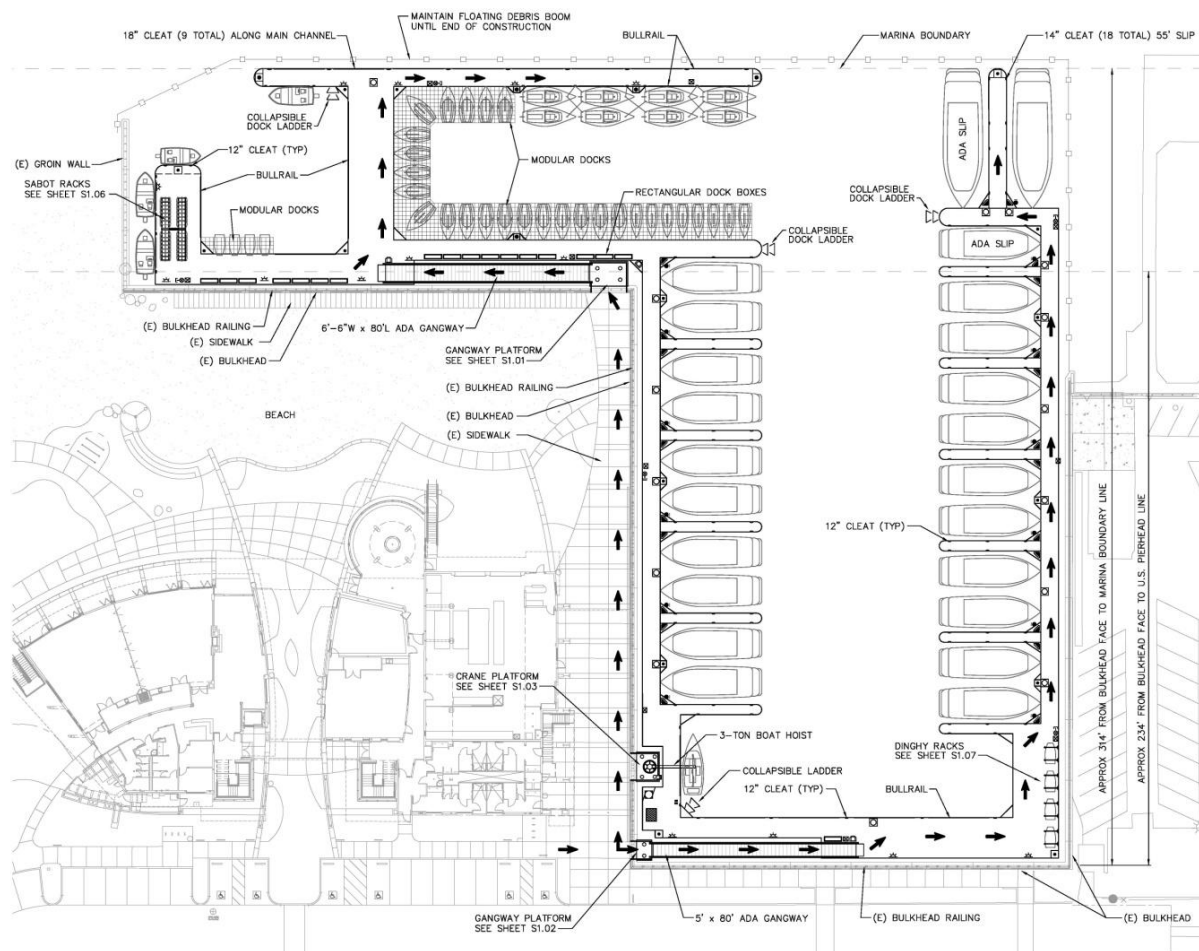 MAINTAIN FLOATING DEBRIS BOOM
UNTIL END OF CONSTRUCTION
18" CLEAT (9 TOTAL) ALONG MAIN CHANNEL
BULLRAIL
MARINA BOUNDARY
14" CLEAT (18 TOTAL) 55' SLIP
COLLAPSIBLE
DOCK LADDER
12" CLEAT (TYP)
(E) GROIN WALL
SABOT RACKS
SEE SHEET S1.06
BULLRAIL
MODULAR DOCKS
MODULAR DOCKS
RECTANGULAR DOCK BOXES
ADA SLIP
ADA SLIP
COLLAPSIBLE
DOCK LADDER
COLLAPSIBLE
DOCK LADDER
ADA SLIP
(E) BULKHEAD RAILING
(E) SIDEWALK
(E) BULKHEAD
6'-6"W x 80'L ADA GANGWAY
GANGWAY PLATFORM
SEE SHEET S1.01
(E) BULKHEAD RAILING
(E) BULKHEAD
(E) SIDEWALK
BEACH
12" CLEAT (TYP)
APPROX 314' FROM BULKHEAD FACE TO MARINA BOUNDARY LINE
APPROX 234' FROM BULKHEAD FACE TO U.S. PIERHEAD LINE
CRANE PLATFORM
SEE SHEET S1.03
3-TON BOAT HOIST
DINGHY RACKS
SEE SHEET S1.07
COLLAPSIBLE LADDER
12" CLEAT (TYP)
BULLRAIL
GANGWAY PLATFORM
SEE SHEET S1.02
5' x 80' ADA GANGWAY
(E) BULKHEAD RAILING
(E) BULKHEAD